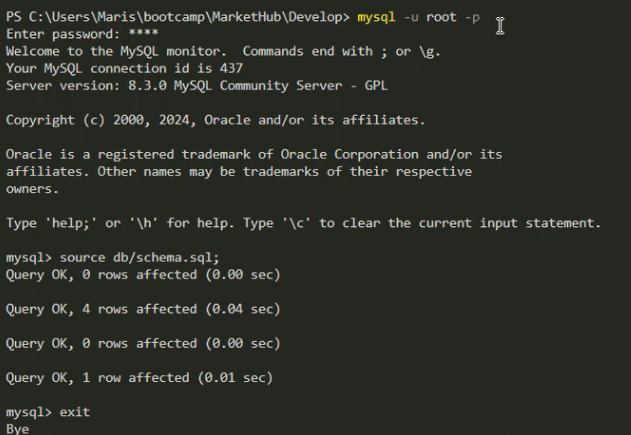 PS C:\Users\Maris\bootcamp\MarketHub\Develop> mysql -u root -p
Enter password: ****
Welcome to the MySQL monitor.  Commands end with ; or \g.
Your MySQL connection id is 437
Server version: 8.3.0 MySQL Community Server - GPL

Copyright (c) 2000, 2024, Oracle and/or its affiliates.

Oracle is a registered trademark of Oracle Corporation and/or its
affiliates. Other names may be trademarks of their respective
owners.

Type 'help;' or '\h' for help. Type '\c' to clear the current input statement.

mysql> source db/schema.sql;
Query OK, 0 rows affected (0.00 sec)

Query OK, 4 rows affected (0.04 sec)

Query OK, 0 rows affected (0.00 sec)

Query OK, 1 row affected (0.01 sec)

mysql> exit
Bye